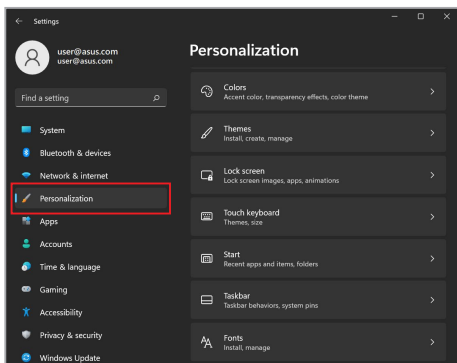 Settings
user@asus.com
user@asus.com
Find a setting
System
Bluetooth & devices
Network & internet
Personalization
Apps
Accounts
Time & language
Gaming
Accessibility
Privacy & security
Windows Update
Personalization
Colors
Accent color, transparency effects, color theme
Themes
Install, create, manage
Lock screen
Lock screen images, apps, animations
Touch keyboard
Themes, size
Start
Recent apps and items, folders
Taskbar
Taskbar behaviors, system pins
Fonts
Install, manage